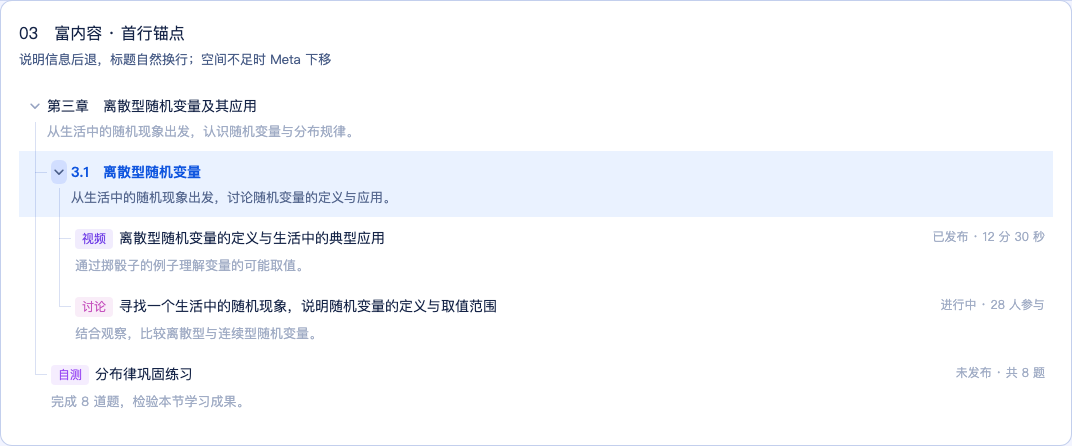 03 富内容 · 首行锚点
说明信息后退，标题自然换行；空间不足时 Meta 下移
第三章 离散型随机变量及其应用
从生活中的随机现象出发，认识随机变量与分布规律。
3.1 离散型随机变量
从生活中的随机现象出发，讨论随机变量的定义与应用。
视频 离散型随机变量的定义与生活中的典型应用 已发布 · 12 分 30 秒
通过掷骰子的例子理解变量的可能取值。
讨论 寻找一个生活中的随机现象，说明随机变量的定义与取值范围 进行中 · 28 人参与
结合观察，比较离散型与连续型随机变量。
自测 分布律巩固练习 未发布 · 共 8 题
完成 8 道题，检验本节学习成果。